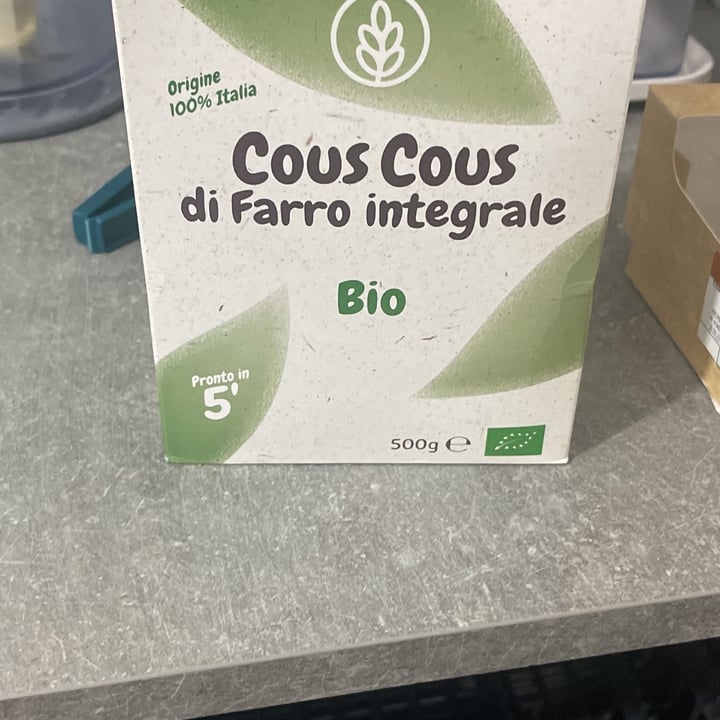 Origine
100% Italia
Cous Cous
di Farro integrale
Bio
Pronto in
5'
500g ℮